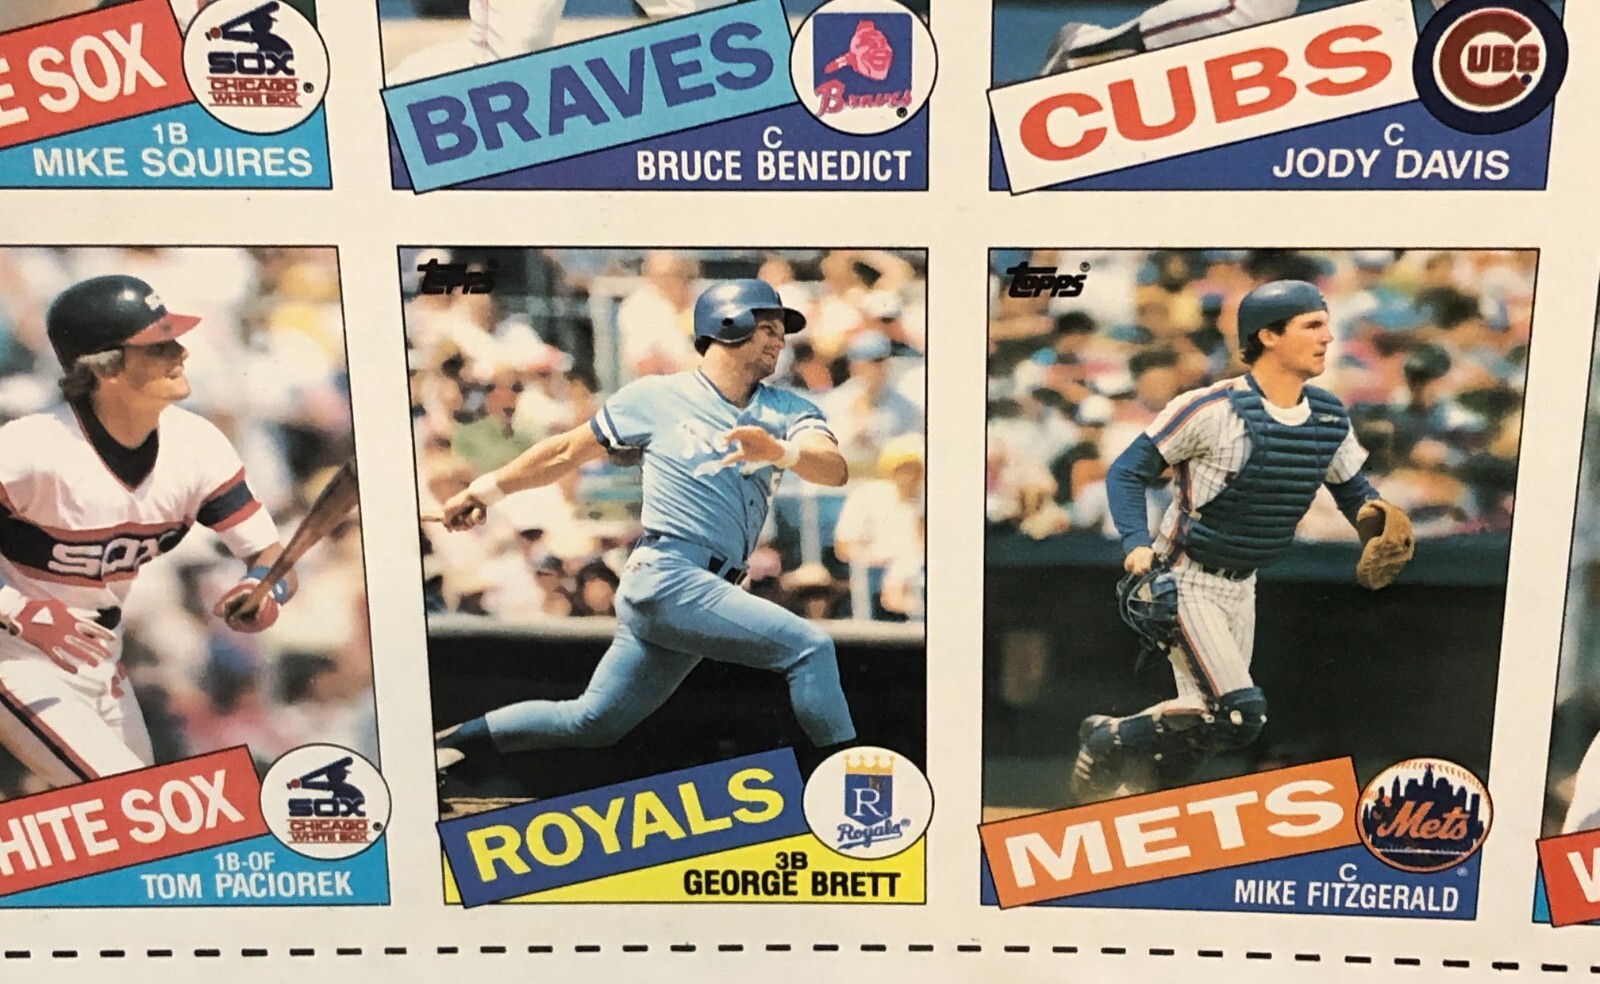 E SOX
SOX
CHICAGO
WHITE SOX
®
1B
MIKE SQUIRES
BRAVES
Braves
®
C
BRUCE BENEDICT
CUBS
CUBS
C
JODY DAVIS
SOX
HITE SOX
SOX
CHICAGO
WHITE SOX
®
1B-OF
TOM PACIOREK
topps
ROYALS
R
Royals®
3B
GEORGE BRETT
topps®
METS
Mets
®
C
MIKE FITZGERALD